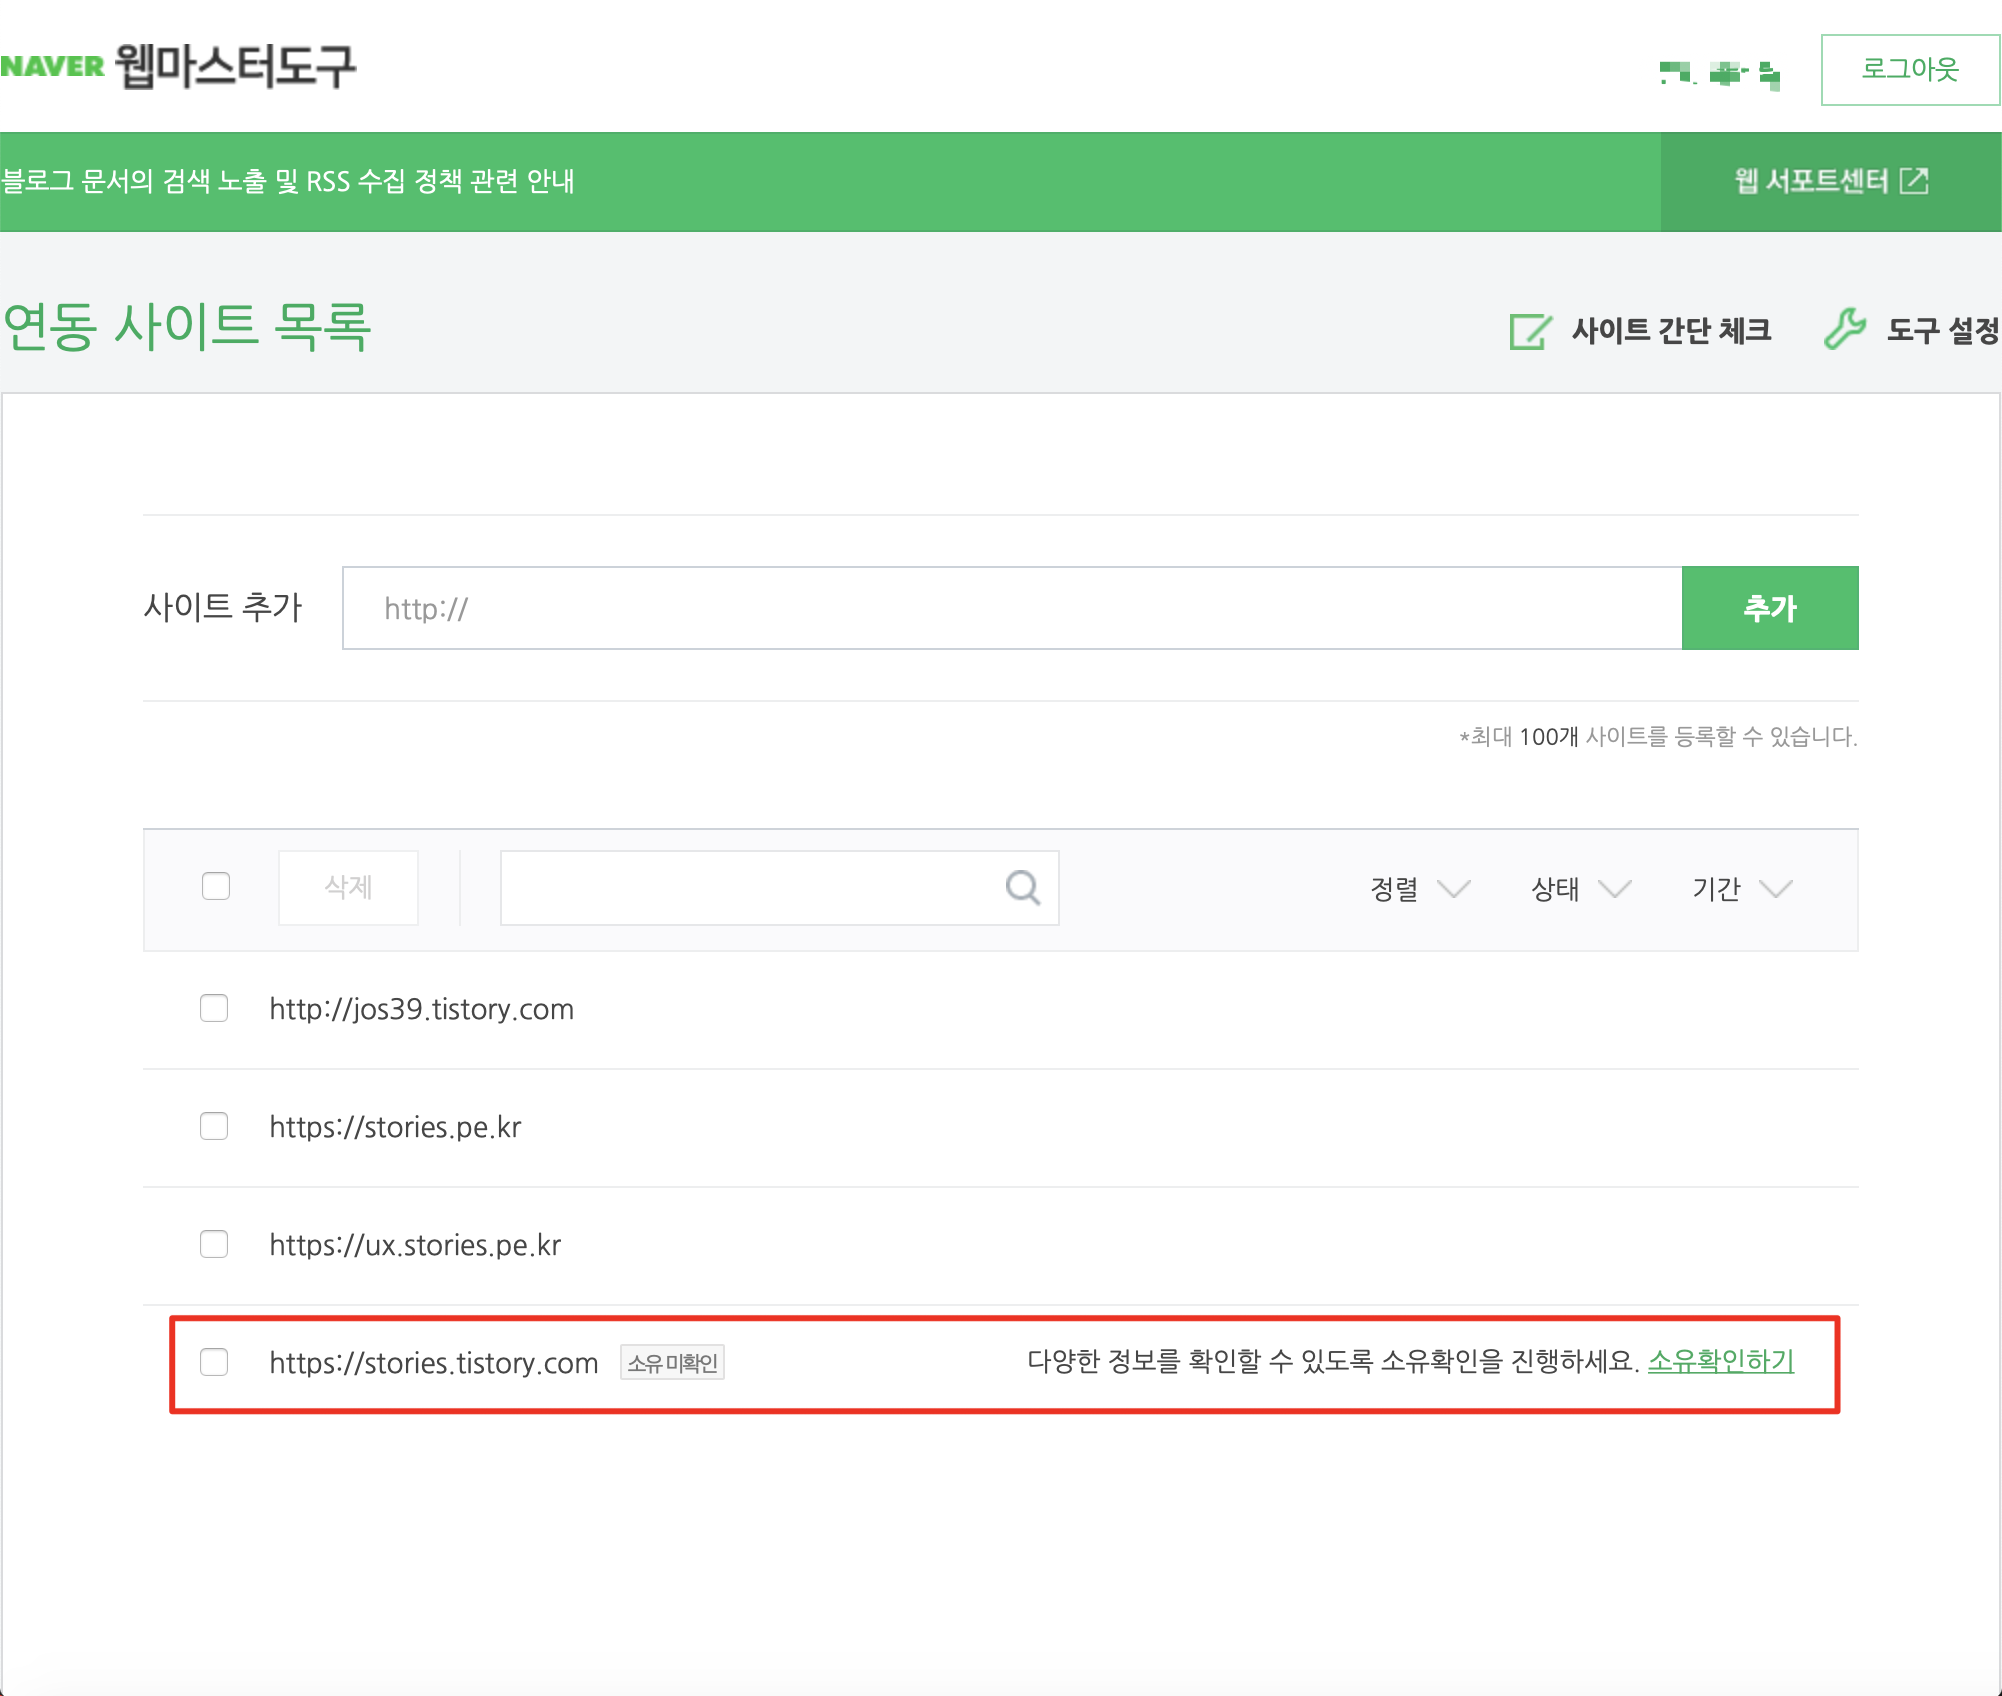 NAVER 웹마스터도구
로그아웃
블로그 문서의 검색 노출 및 RSS 수집 정책 관련 안내
웹 서포트센터
연동 사이트 목록
사이트 간단 체크
도구 설정
사이트 추가
http://
추가
*최대 100개 사이트를 등록할 수 있습니다.
삭제
정렬
상태
기간
http://jos39.tistory.com
https://stories.pe.kr
https://ux.stories.pe.kr
https://stories.tistory.com 소유 미확인 다양한 정보를 확인할 수 있도록 소유확인을 진행하세요. 소유확인하기